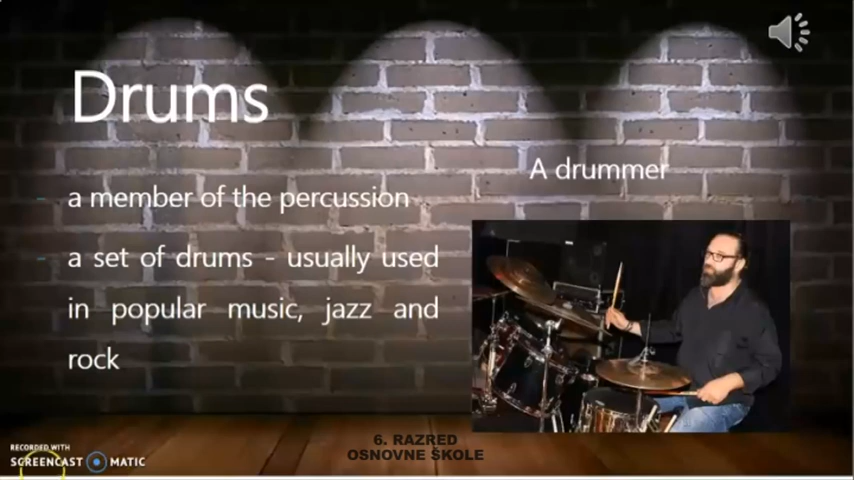 Drums
A drummer
- a member of the percussion
- a set of drums - usually used
in popular music, jazz and
rock
6. RAZRED
OSNOVNE ŠKOLE
RECORDED WITH
SCREENCAST MATIC